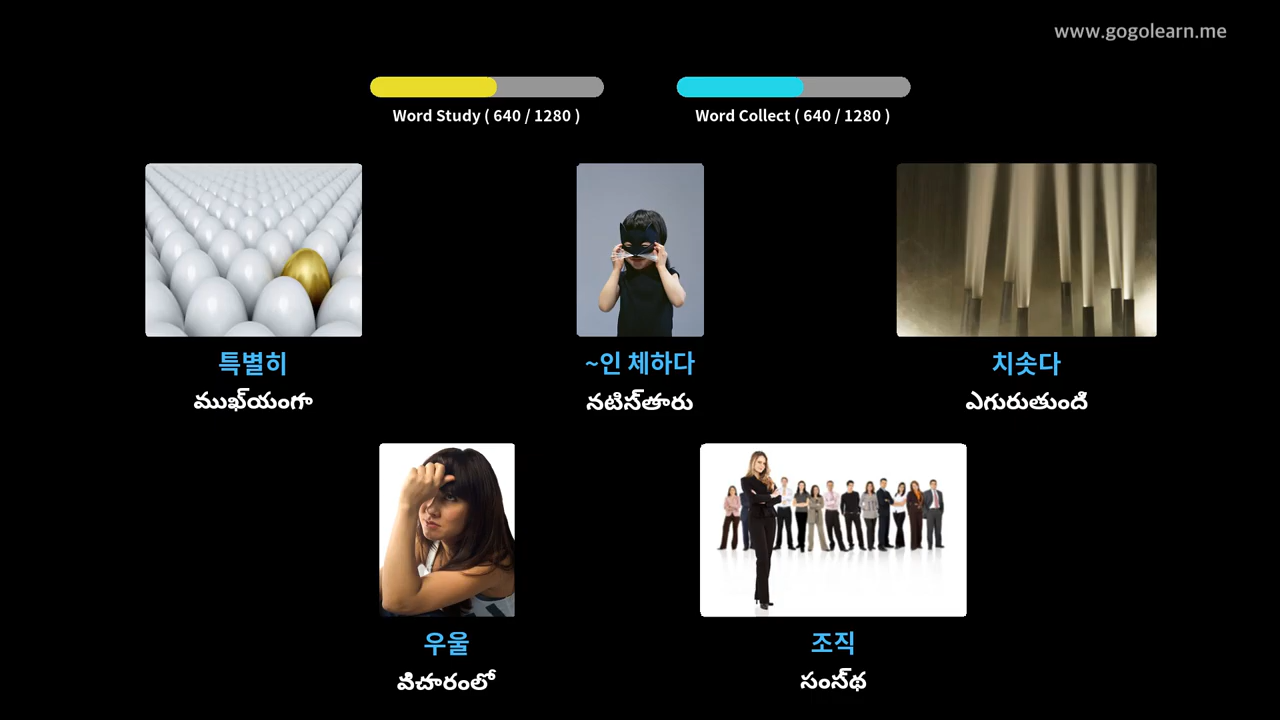 www.gogolearn.me
Word Study ( 640 / 1280 )
Word Collect ( 640 / 1280 )
특별히
ముఖ్‌యంగా
~인 체하다
నటిస్‌తారు
치솟다
ఎగురుతుంది
우울
విచారంలో
조직
సంస్‌థ